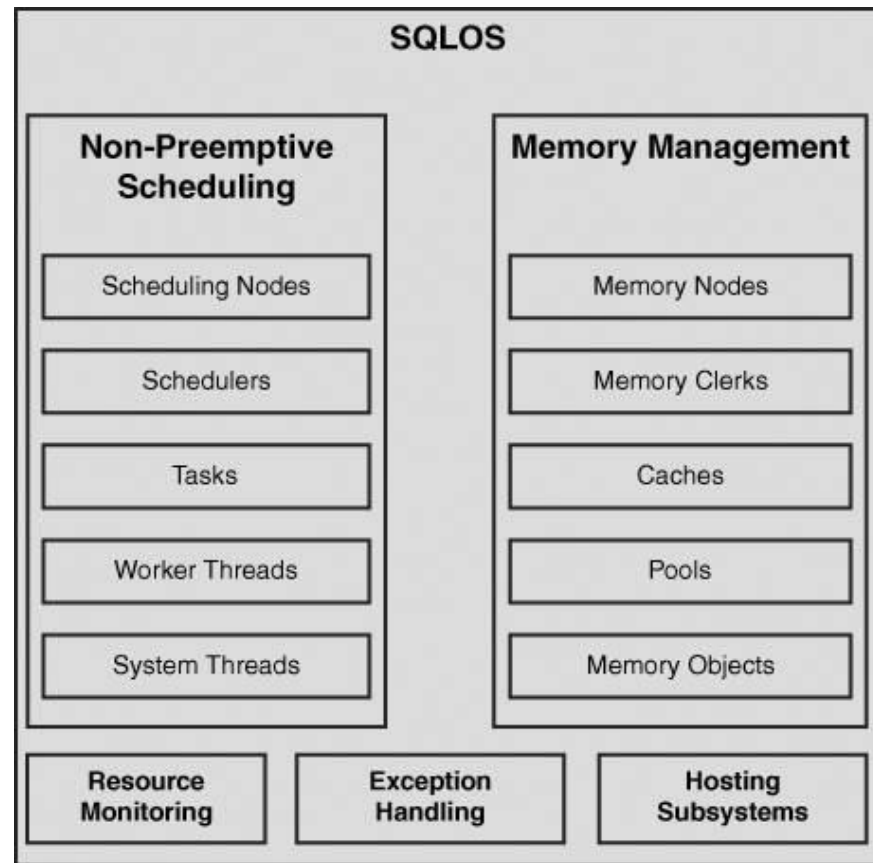 SQLOS
Non-Preemptive
Scheduling
Scheduling Nodes
Schedulers
Tasks
Worker Threads
System Threads
Memory Management
Memory Nodes
Memory Clerks
Caches
Pools
Memory Objects
Resource
Monitoring
Exception
Handling
Hosting
Subsystems